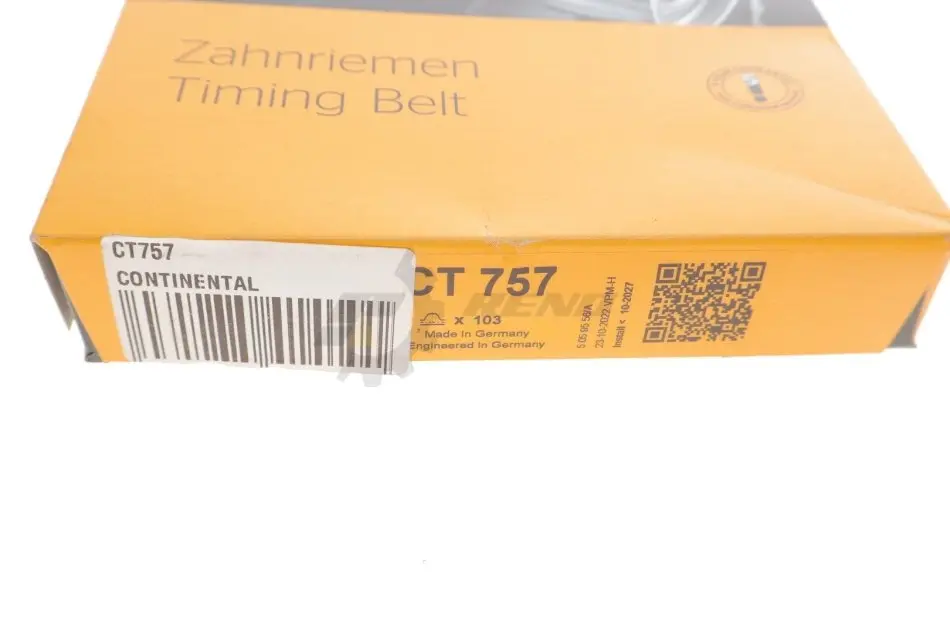 Zahnriemen
Timing Belt
CT757
CONTINENTAL
CT 757
x 103
Made In Germany
Engineered In Germany
5 05 95 56/A
23-10-2022 VPM-H
Install < 10-2027